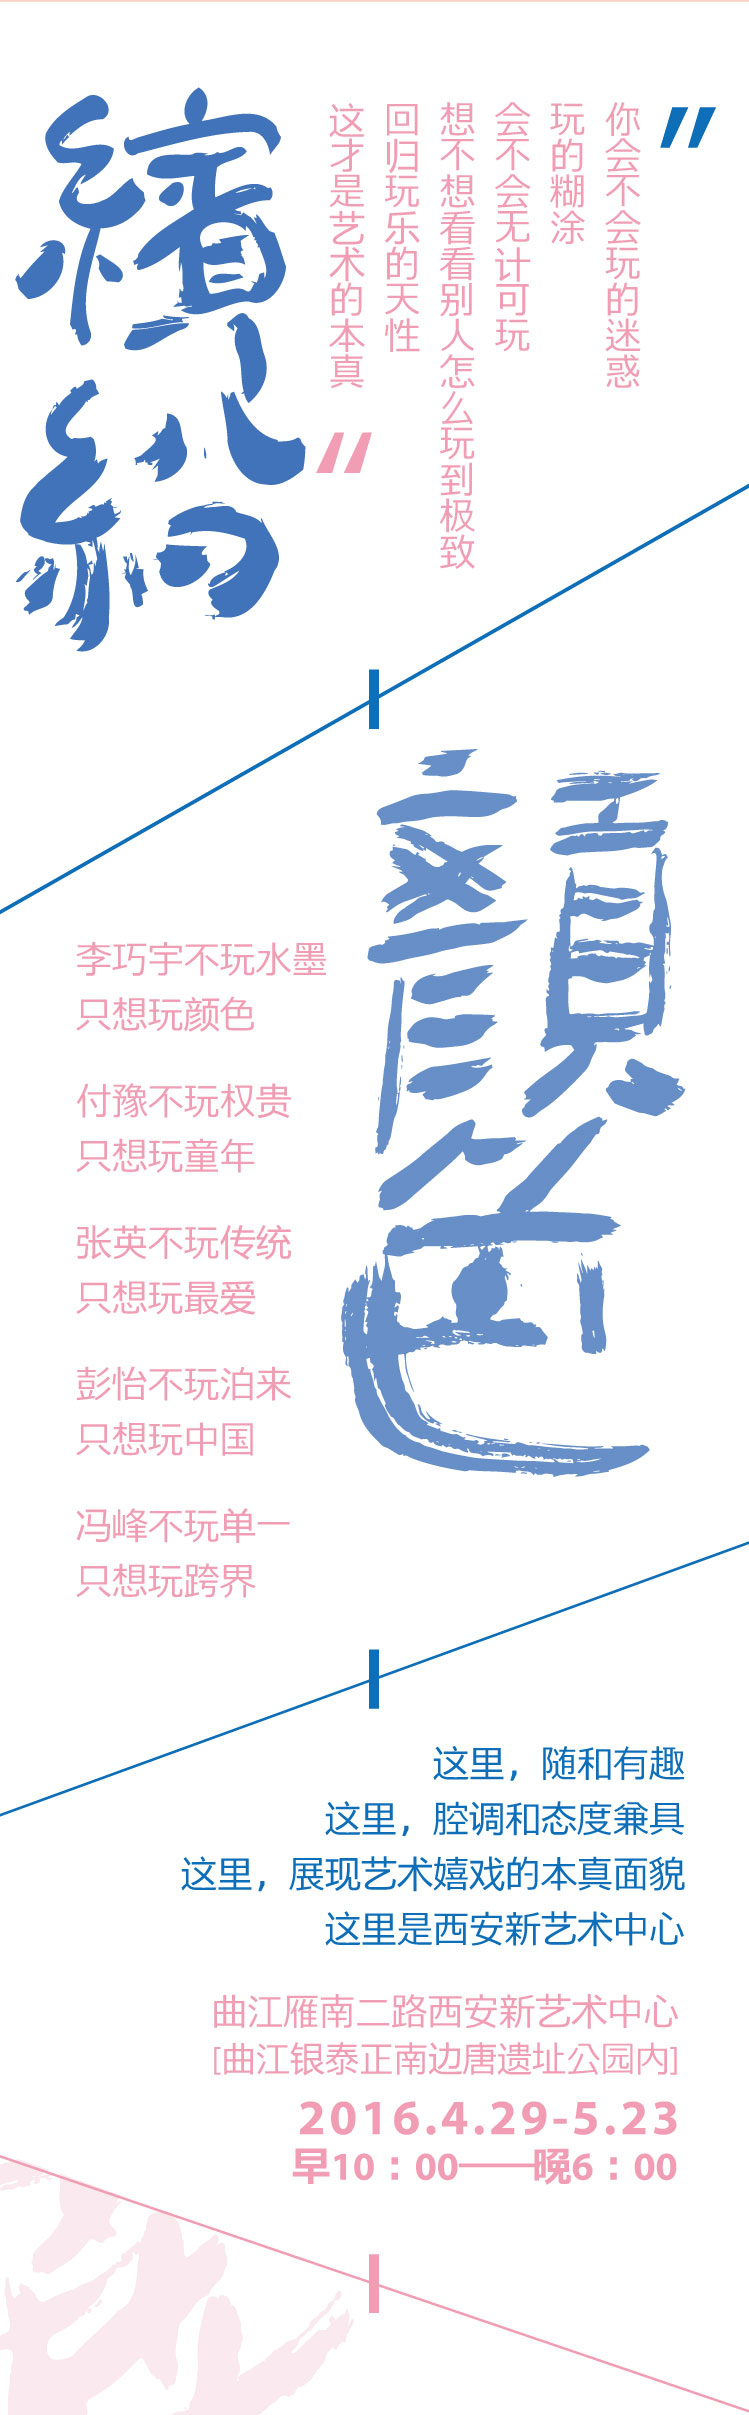 繽紛
你会不会玩的迷惑
玩的糊涂
会不会无计可玩
想不想看看别人怎么玩到极致
回归玩乐的天性
这才是艺术的本真
顏色
李巧宇不玩水墨
只想玩颜色
付豫不玩权贵
只想玩童年
张英不玩传统
只想玩最爱
彭怡不玩泊来
只想玩中国
冯峰不玩单一
只想玩跨界
这里，随和有趣
这里，腔调和态度兼具
这里，展现艺术嬉戏的本真面貌
这里是西安新艺术中心
曲江雁南二路西安新艺术中心
[曲江银泰正南边唐遗址公园内]
2016.4.29-5.23
早10：00——晚6：00